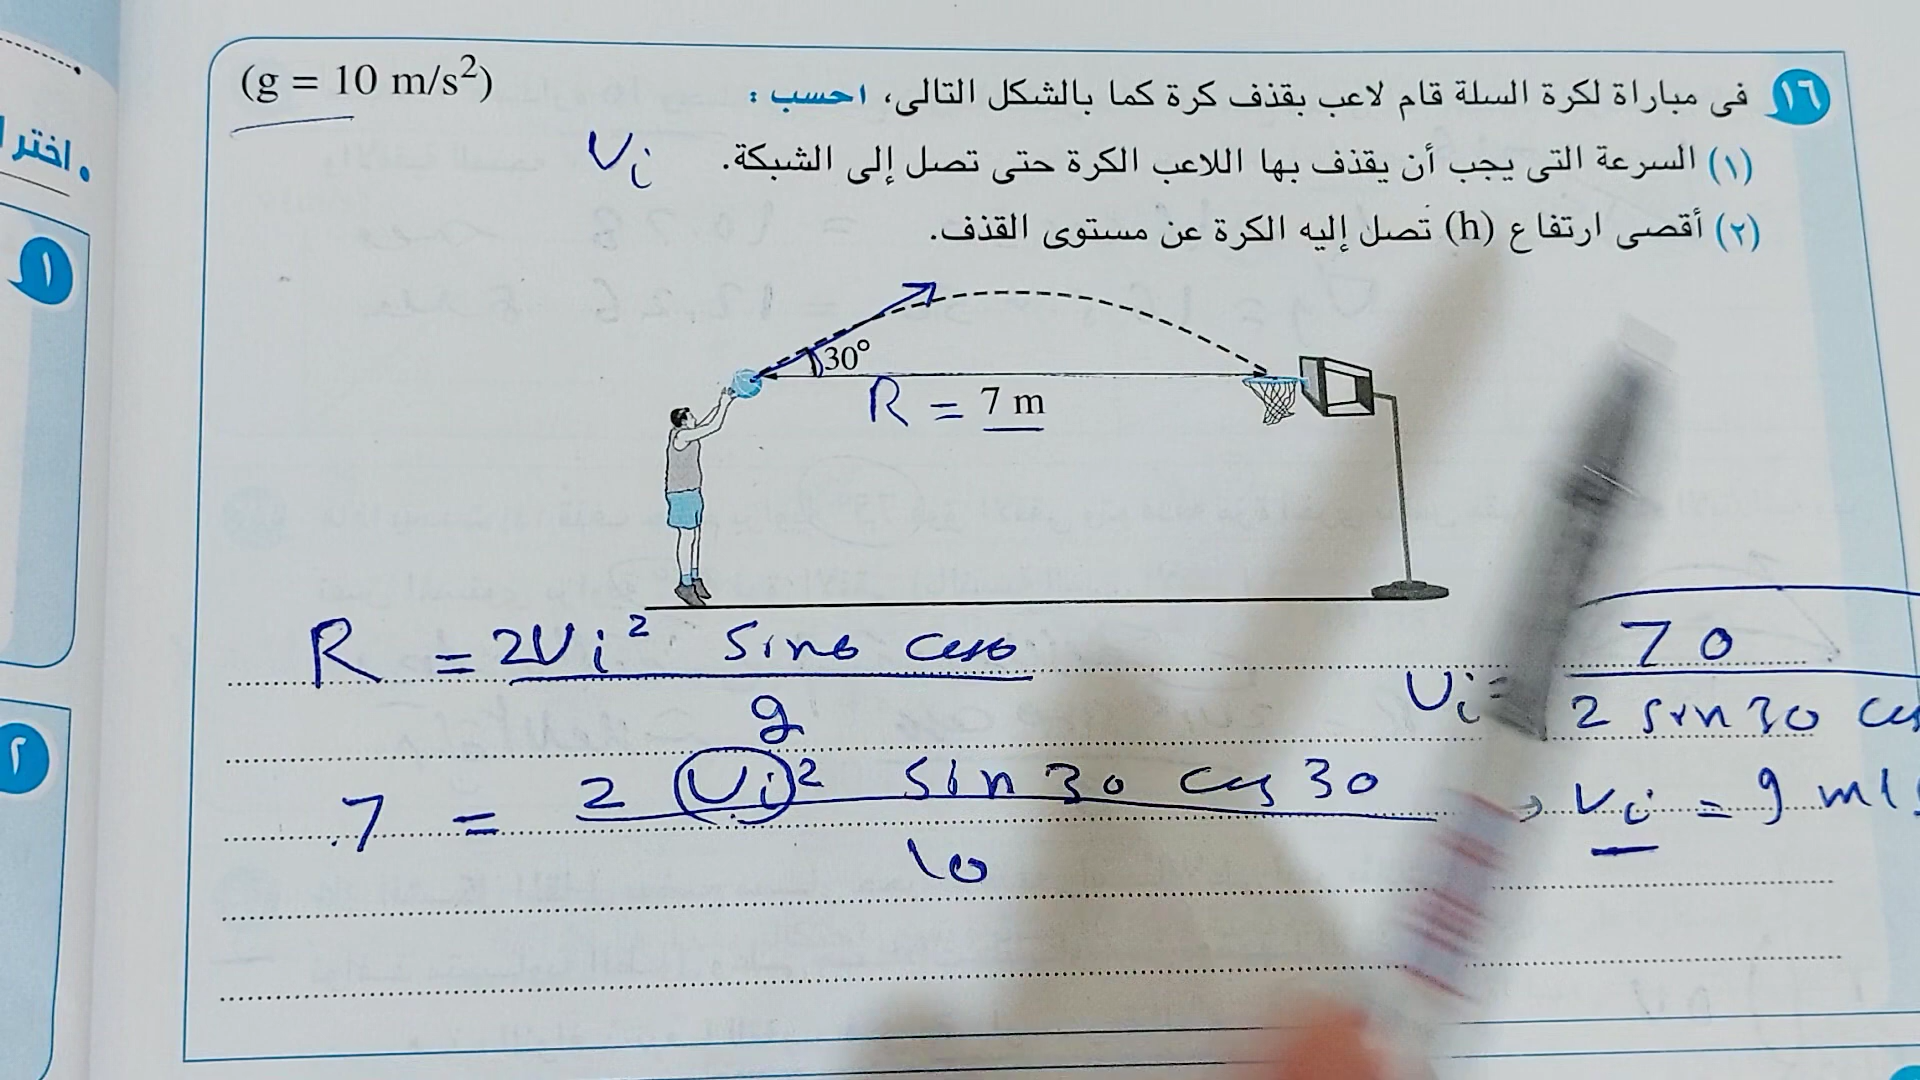 (g = 10 m/s²)
١٦ فى مباراة لكرة السلة قام لاعب بقذف كرة كما بالشكل التالى، احسب :
(١) السرعة التى يجب أن يقذف بها اللاعب الكرة حتى تصل إلى الشبكة. Vi
(٢) أقصى ارتفاع (h) تصل إليه الكرة عن مستوى القذف.
30°
R = 7 m
R = 2Vi² sinθ cosθ
g
7 = 2 (Vi)² sin 30 cos 30
10
Vi = 70
2 sin 30
Vi = 9 m/s
اختر
١
٢